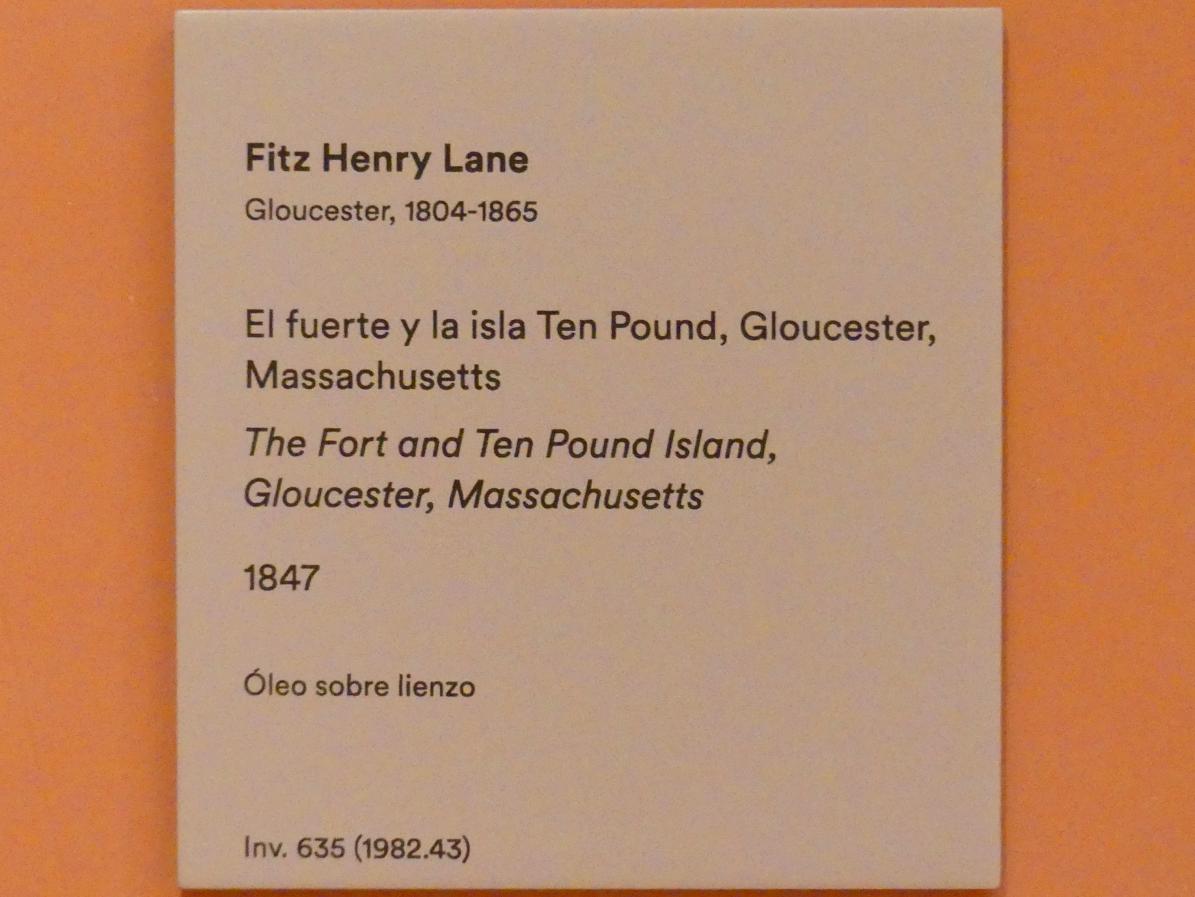 Fitz Henry Lane
Gloucester, 1804-1865
El fuerte y la isla Ten Pound, Gloucester,
Massachusetts
The Fort and Ten Pound Island,
Gloucester, Massachusetts
1847
Óleo sobre lienzo
Inv. 635 (1982.43)